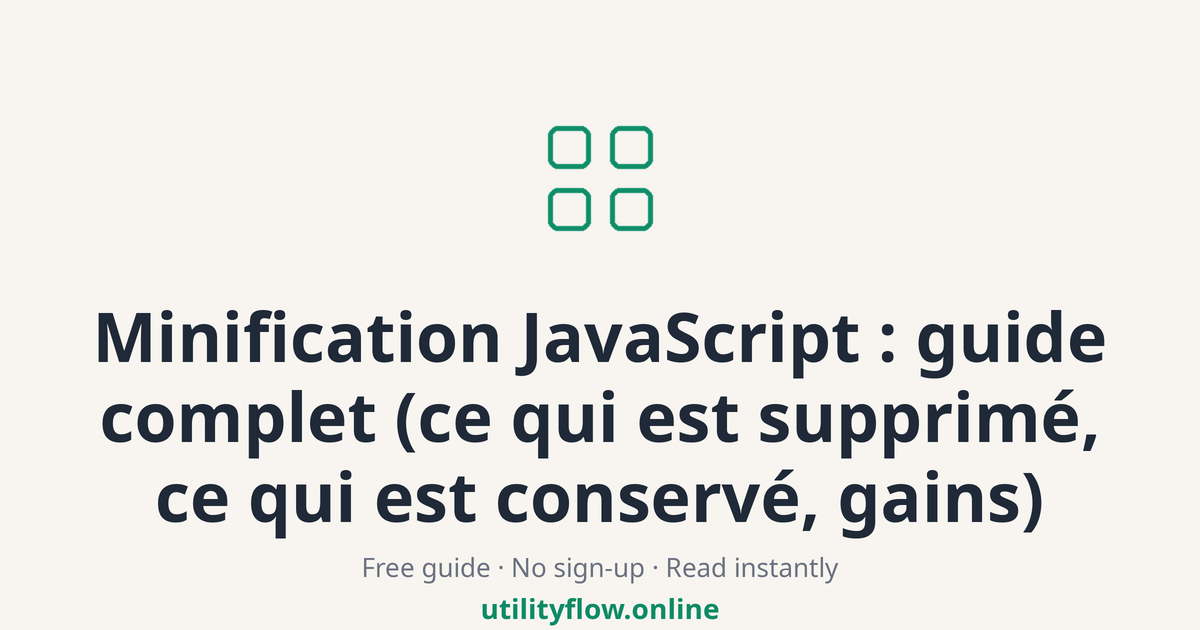 Minification JavaScript : guide
complet (ce qui est supprimé,
ce qui est conservé, gains)
Free guide · No sign-up · Read instantly
utilityflow.online